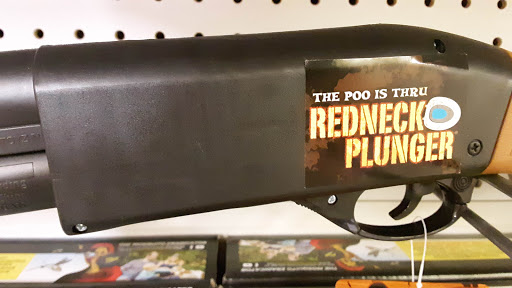 THE POO IS THRU
REDNECK
PLUNGER